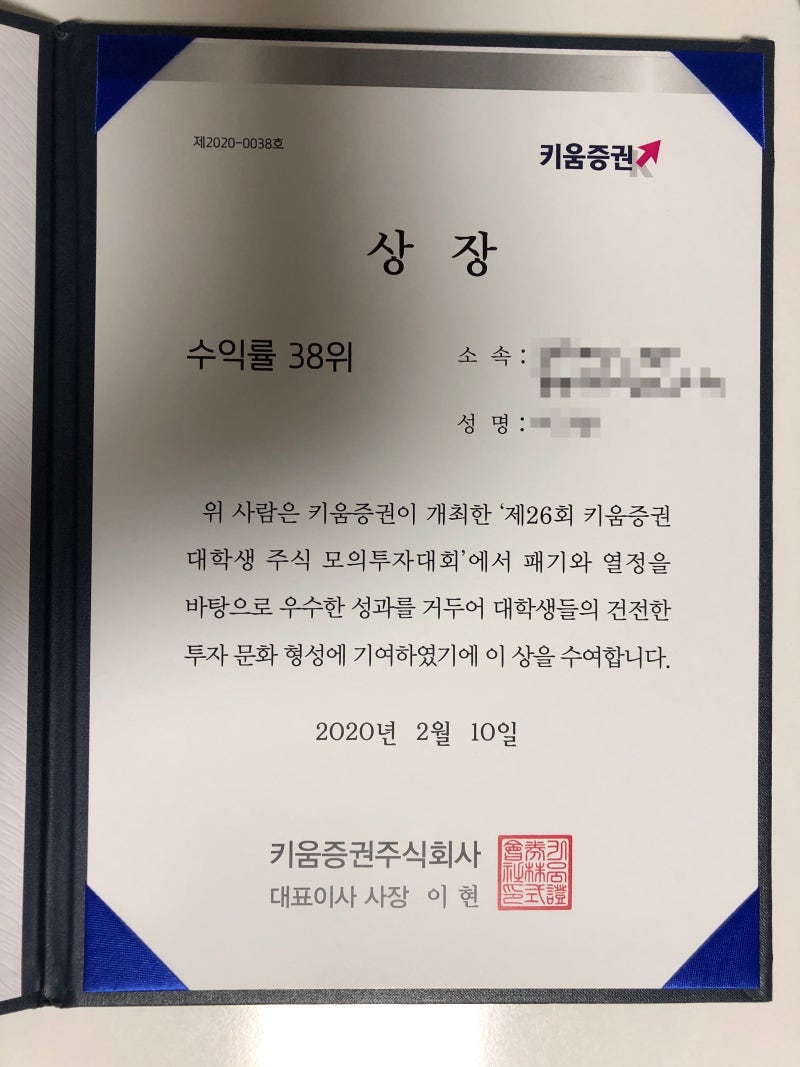 제2020-0038호
키움증권
상 장
수익률 38위
소 속 :
성 명 :
위 사람은 키움증권이 개최한 '제26회 키움증권
대학생 주식 모의투자대회'에서 패기와 열정을
바탕으로 우수한 성과를 거두어 대학생들의 건전한
투자 문화 형성에 기여하였기에 이 상을 수여합니다.
2020년 2월 10일
키움증권주식회사
대표이사 사장 이 현